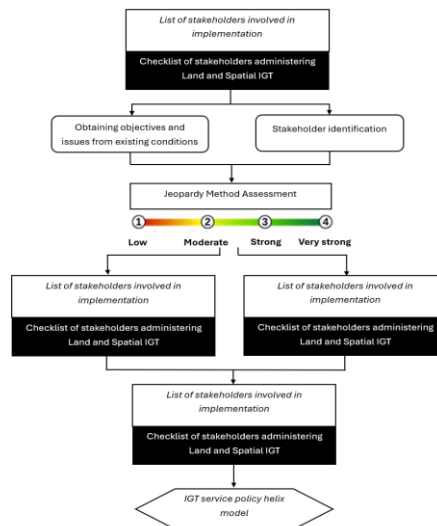 List of stakeholders involved in
implementation
Checklist of stakeholders administering
Land and Spatial IGT
Obtaining objectives and
issues from existing conditions
Stakeholder identification
Jeopardy Method Assessment
1 2 3 4
Low Moderate Strong Very strong
List of stakeholders involved in
implementation
Checklist of stakeholders administering
Land and Spatial IGT
List of stakeholders involved in
implementation
Checklist of stakeholders administering
Land and Spatial IGT
List of stakeholders involved in
implementation
Checklist of stakeholders administering
Land and Spatial IGT
IGT service policy helix
model